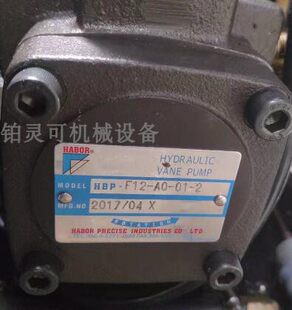 铂灵可机械设备
HABOR®
HYDRAULIC
VANE PUMP
MODEL HBP-F12-A0-01-2
MFG.NO 2017/04 X
ROTATION
HABOR PRECISE INDUSTRIES CO LTD